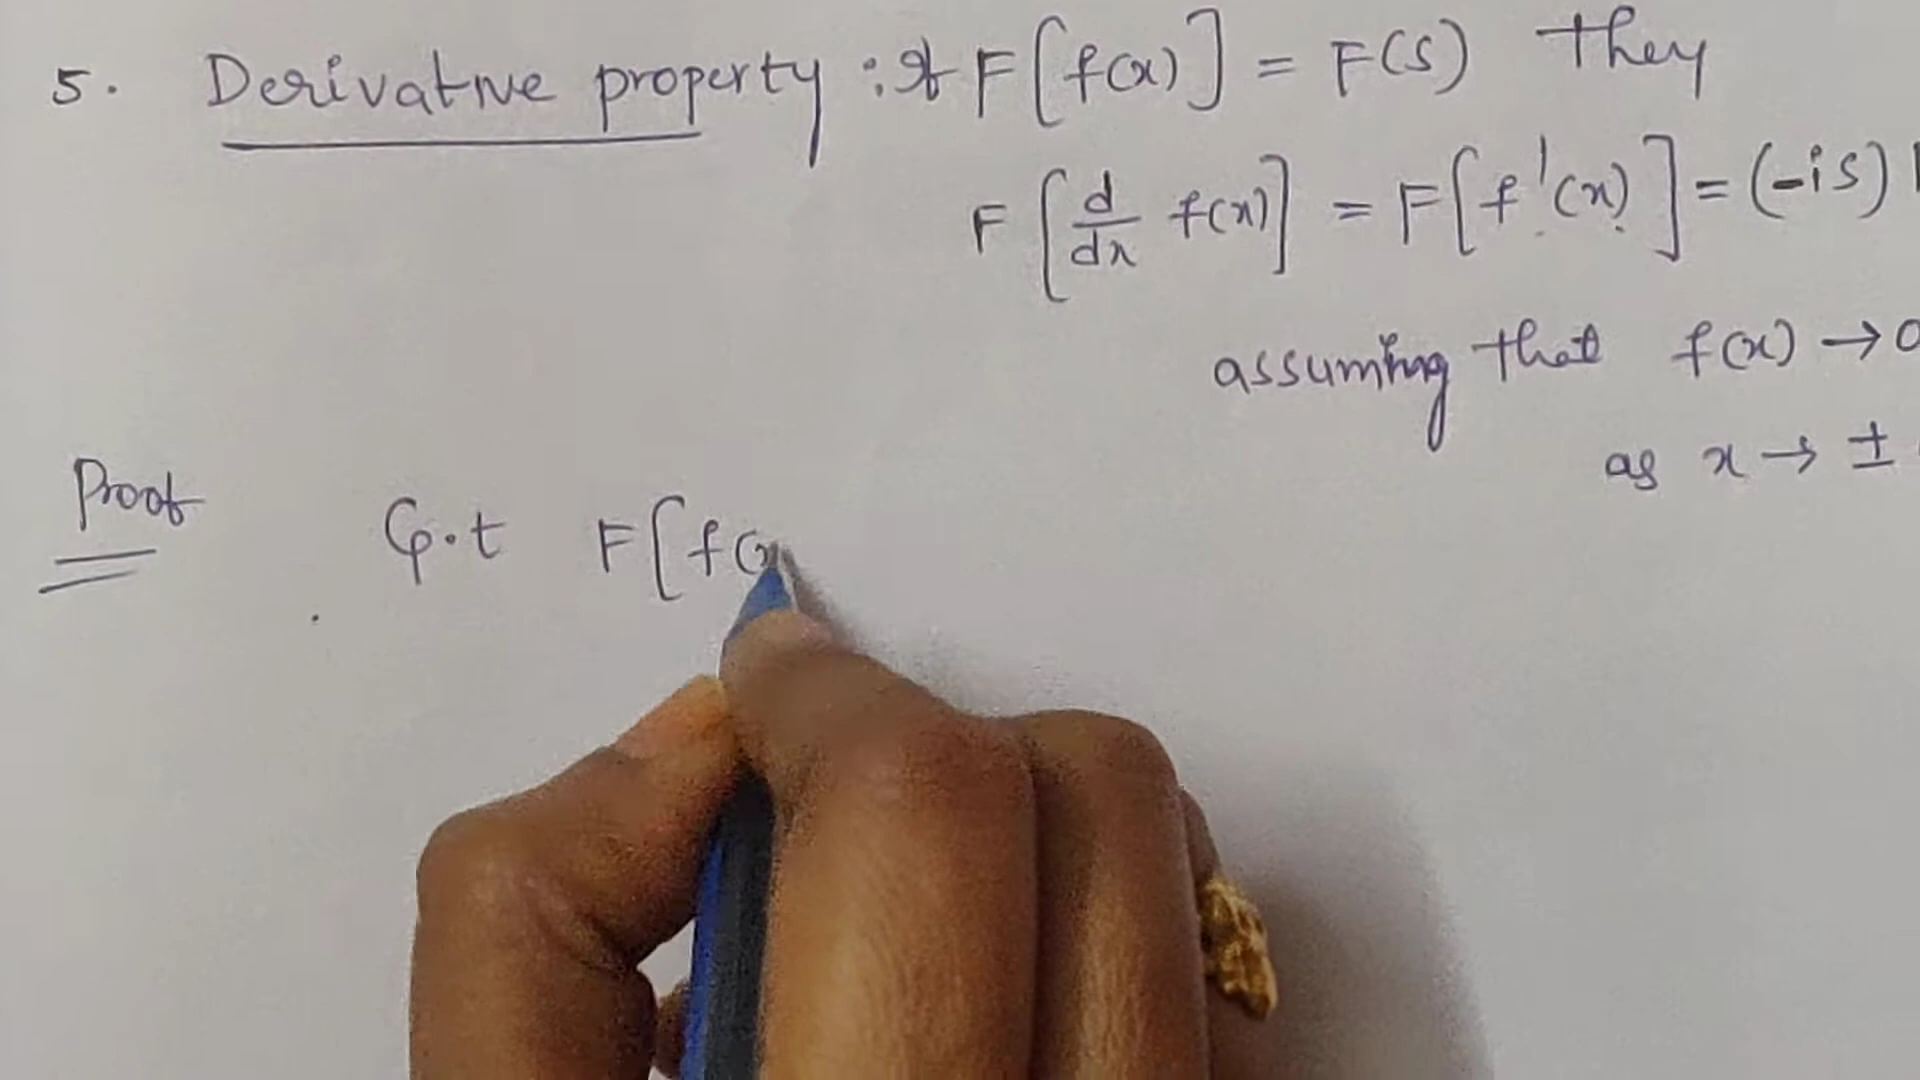 5. Derivative property : If F[f(x)] = F(s) then
F[d/dx f(x)] = F[f'(x)] = (-is)
assuming that f(x) → 0
as x → ±
Proof G.t F[f(x